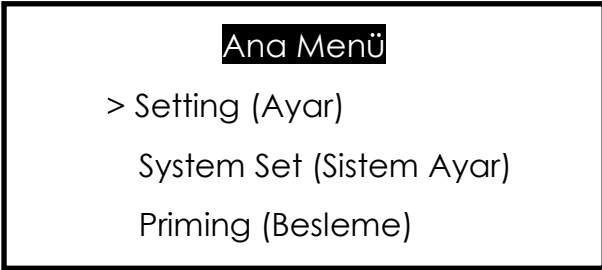 Ana Menü
> Setting (Ayar)
System Set (Sistem Ayar)
Priming (Besleme)